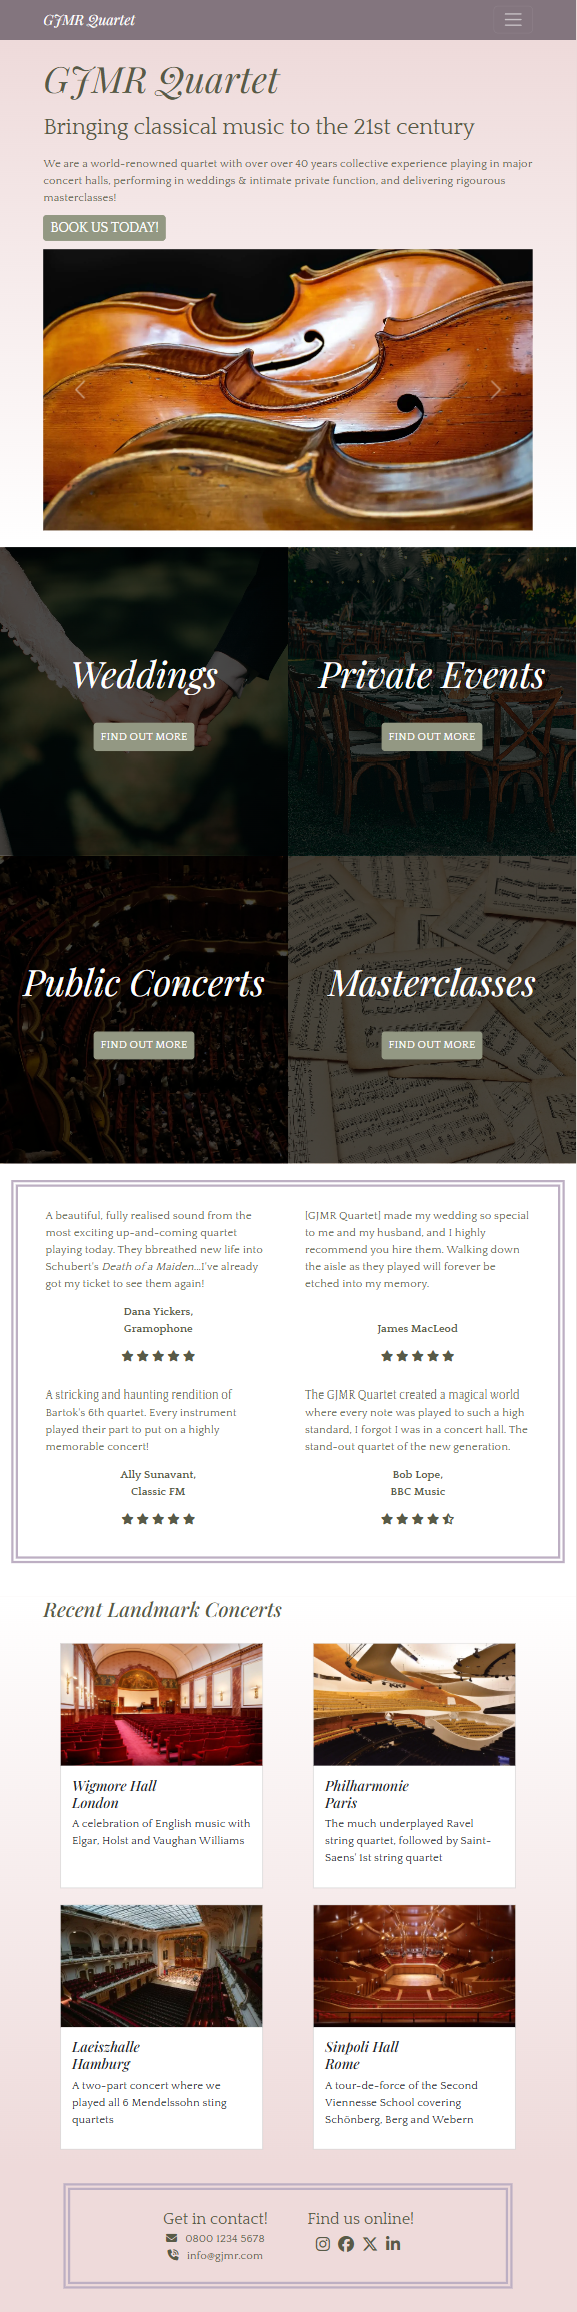 GJMR Quartet
GJMR Quartet
Bringing classical music to the 21st century
We are a world-renowned quartet with over over 40 years collective experience playing in major
concert halls, performing in weddings & intimate private function, and delivering rigourous
masterclasses!
BOOK US TODAY!
Weddings
FIND OUT MORE
Private Events
FIND OUT MORE
Public Concerts
FIND OUT MORE
Masterclasses
FIND OUT MORE
A beautiful, fully realised sound from the
most exciting up-and-coming quartet
playing today. They bbreathed new life into
Schubert's Death of a Maiden...I've already
got my ticket to see them again!
Dana Yickers,
Gramophone
[GJMR Quartet] made my wedding so special
to me and my husband, and I highly
recommend you hire them. Walking down
the aisle as they played will forever be
etched into my memory.
James MacLeod
A stricking and haunting rendition of
Bartok's 6th quartet. Every instrument
played their part to put on a highly
memorable concert!
Ally Sunavant,
Classic FM
The GJMR Quartet created a magical world
where every note was played to such a high
standard, I forgot I was in a concert hall. The
stand-out quartet of the new generation.
Bob Lope,
BBC Music
Recent Landmark Concerts
Wigmore Hall
London
A celebration of English music with
Elgar, Holst and Vaughan Williams
Philharmonie
Paris
The much underplayed Ravel
string quartet, followed by Saint-
Saens' 1st string quartet
Laeiszhalle
Hamburg
A two-part concert where we
played all 6 Mendelssohn sting
quartets
Sinpoli Hall
Rome
A tour-de-force of the Second
Viennesse School covering
Schönberg, Berg and Webern
Get in contact!
0800 1234 5678
info@gjmr.com
Find us online!